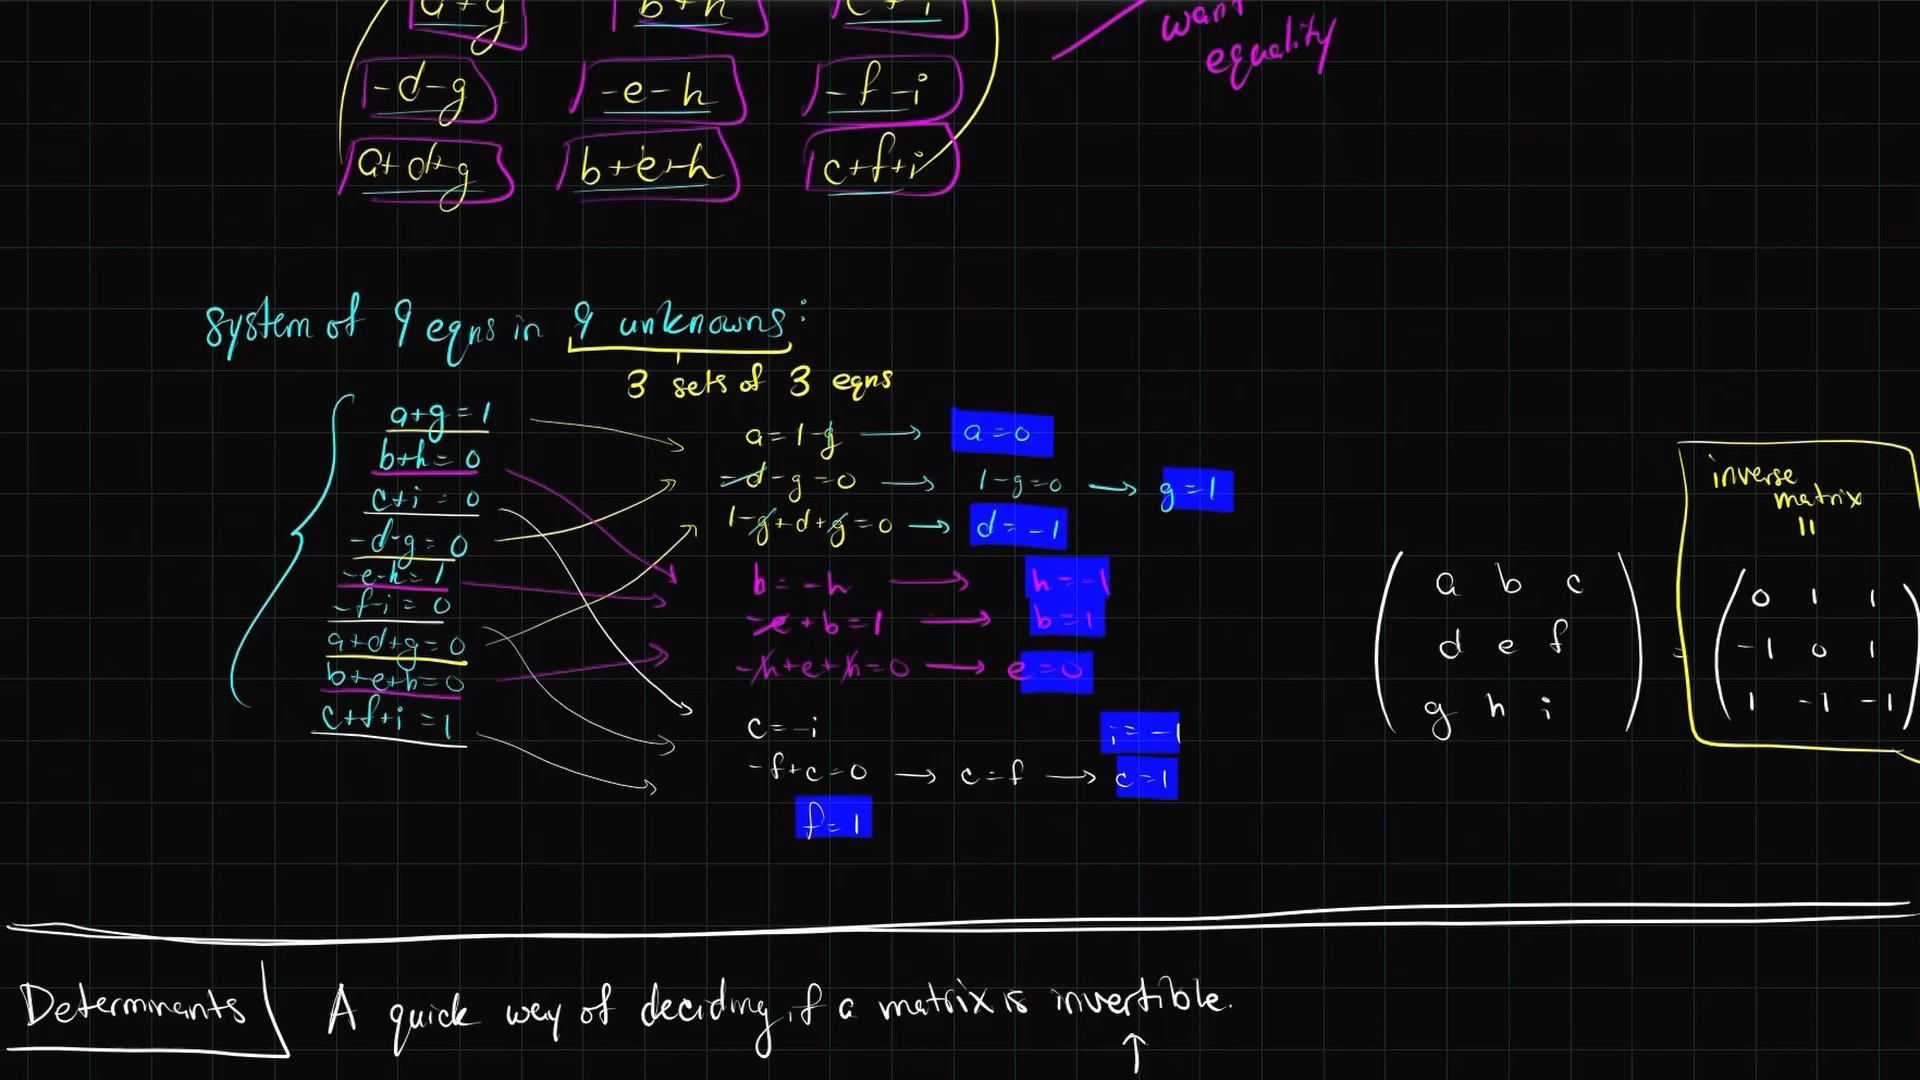 a+g b+h c+i
want
equality
-d-g -e-h -f-i
a+d+g b+e+h c+f+i
System of 9 eqns in 9 unknowns:
3 sets of 3 eqns
a+g=1
b+h=0
c+i=0
-d-g=0
-e-h=1
-f-i=0
a+d+g=0
b+e+h=0
c+f+i=1
a=1-g → a=0
-d-g=0 → 1-g=0 → g=1
1-g+d+g=0 → d=-1
b=-h → h=-1
-e+b=1 → b=1
-h+e+h=0 → e=0
c=-i i=-1
-f+c=0 → c=f → c=1
f=1
a b c
d e f
g h i
=
inverse
matrix
||
0 1 1
-1 0 1
1 -1 -1
Determinants
A quick way of deciding if a matrix is invertible.
↑